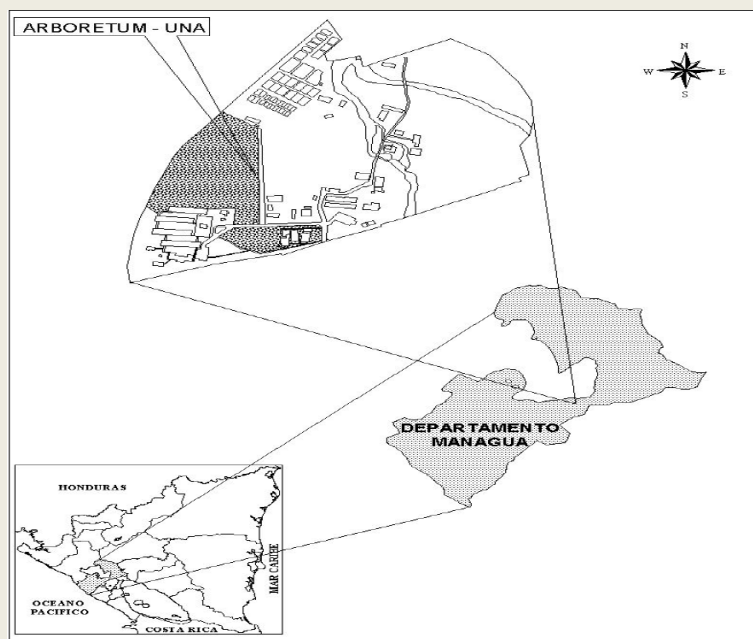 ARBORETUM - UNA
N
W E
S
DEPARTAMENTO
MANAGUA
HONDURAS
MAR CARIBE
OCEANO
PACIFICO
COSTA RICA